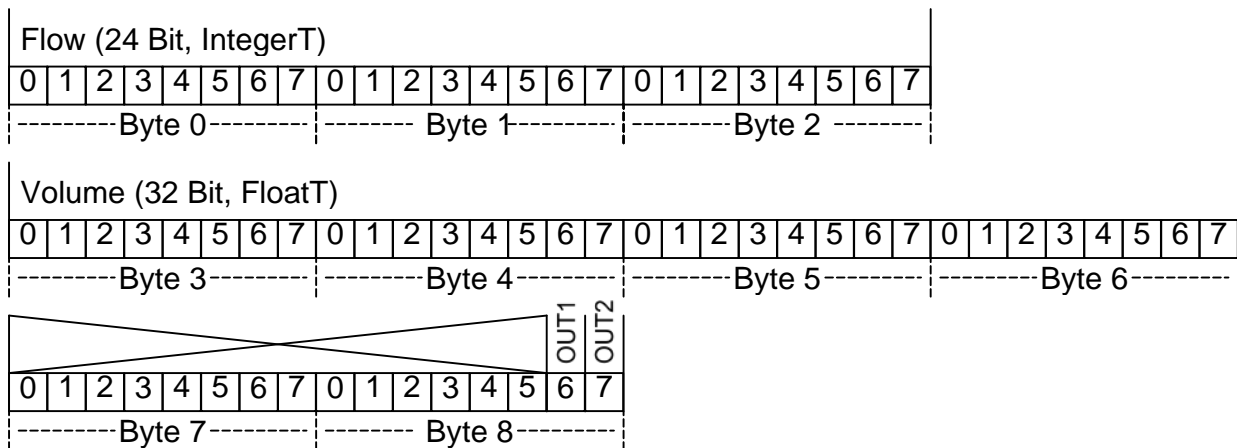 Flow (24 Bit, IntegerT)
0 1 2 3 4 5 6 7 0 1 2 3 4 5 6 7 0 1 2 3 4 5 6 7
Byte 0 Byte 1 Byte 2
Volume (32 Bit, FloatT)
0 1 2 3 4 5 6 7 0 1 2 3 4 5 6 7 0 1 2 3 4 5 6 7 0 1 2 3 4 5 6 7
Byte 3 Byte 4 Byte 5 Byte 6
OUT1 OUT2
0 1 2 3 4 5 6 7 0 1 2 3 4 5 6 7
Byte 7 Byte 8